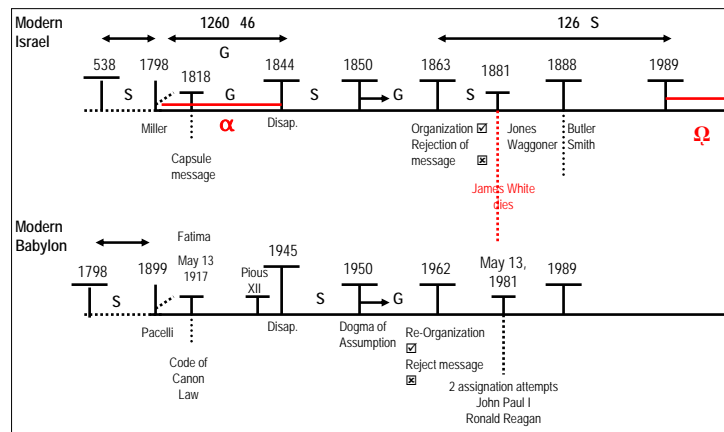 Modern
Israel
1260 46
G
126 S
538
1798
1818
1844
1850
1863
1881
1888
1989
S
G
S
G
S
α
Ω
Miller
Capsule
message
Disap.
Organization ☑
Rejection of
message ☒
Jones
Waggoner
Butler
Smith
James White
dies
Modern
Babylon
1798
1899
Fatima
May 13
1917
Pious
XII
1945
1950
1962
May 13,
1981
1989
S
S
G
Pacelli
Code of
Canon
Law
Disap.
Dogma of
Assumption
Re-Organization
☑
Reject message
☒
2 assignation attempts
John Paul I
Ronald Reagan